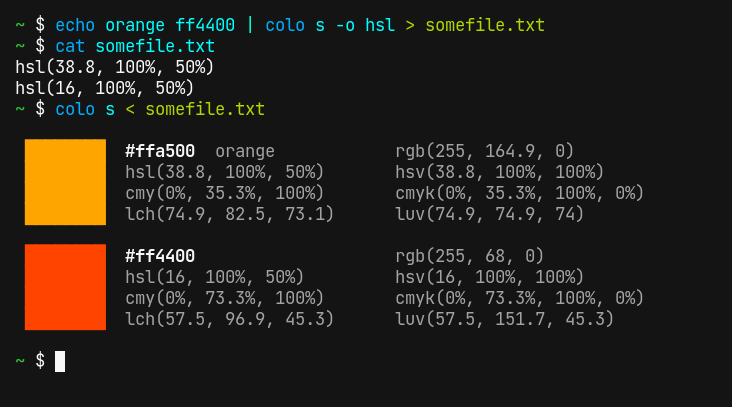 ~ $ echo orange ff4400 | colo s -o hsl > somefile.txt
~ $ cat somefile.txt
hsl(38.8, 100%, 50%)
hsl(16, 100%, 50%)
~ $ colo s < somefile.txt
#ffa500  orange            rgb(255, 164.9, 0)
hsl(38.8, 100%, 50%)       hsv(38.8, 100%, 100%)
cmy(0%, 35.3%, 100%)       cmyk(0%, 35.3%, 100%, 0%)
lch(74.9, 82.5, 73.1)      luv(74.9, 74.9, 74)
#ff4400                    rgb(255, 68, 0)
hsl(16, 100%, 50%)         hsv(16, 100%, 100%)
cmy(0%, 73.3%, 100%)       cmyk(0%, 73.3%, 100%, 0%)
lch(57.5, 96.9, 45.3)      luv(57.5, 151.7, 45.3)
~ $